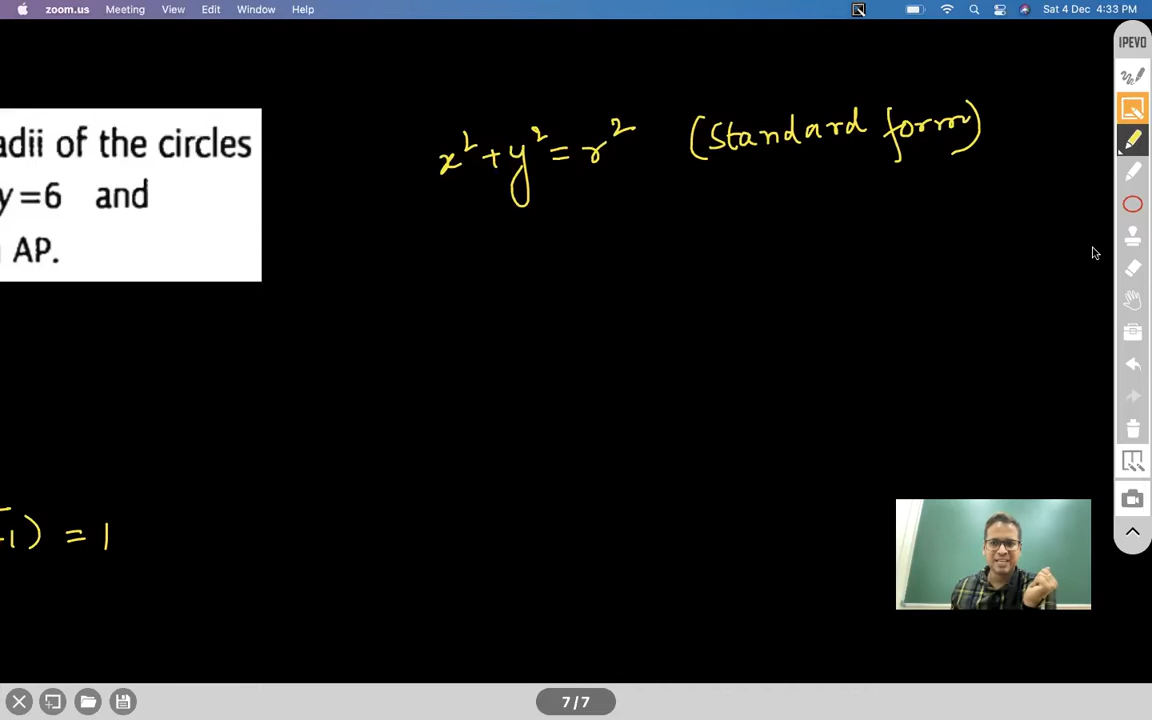 zoom.us Meeting View Edit Window Help Sat 4 Dec 4:33 PM
IPEVO
x² + y² = r² (Standard form)
adii of the circles
y = 6 and
AP.
1) = 1
7 / 7